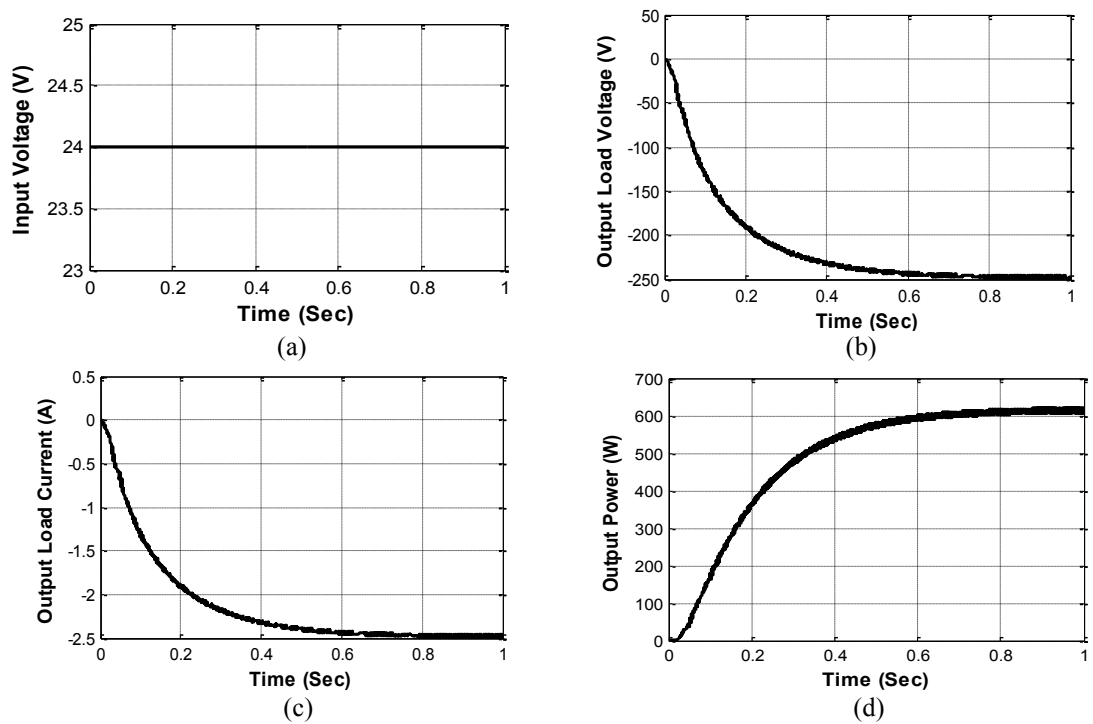 Input Voltage (V)
25
24.5
24
23.5
23
0 0.2 0.4 0.6 0.8 1
Time (Sec)
(a)
Output Load Voltage (V)
50
0
-50
-100
-150
-200
-250
0 0.2 0.4 0.6 0.8 1
Time (Sec)
(b)
Output Load Current (A)
0.5
0
-0.5
-1
-1.5
-2
-2.5
0 0.2 0.4 0.6 0.8 1
Time (Sec)
(c)
Output Power (W)
700
600
500
400
300
200
100
0
0 0.2 0.4 0.6 0.8 1
Time (Sec)
(d)